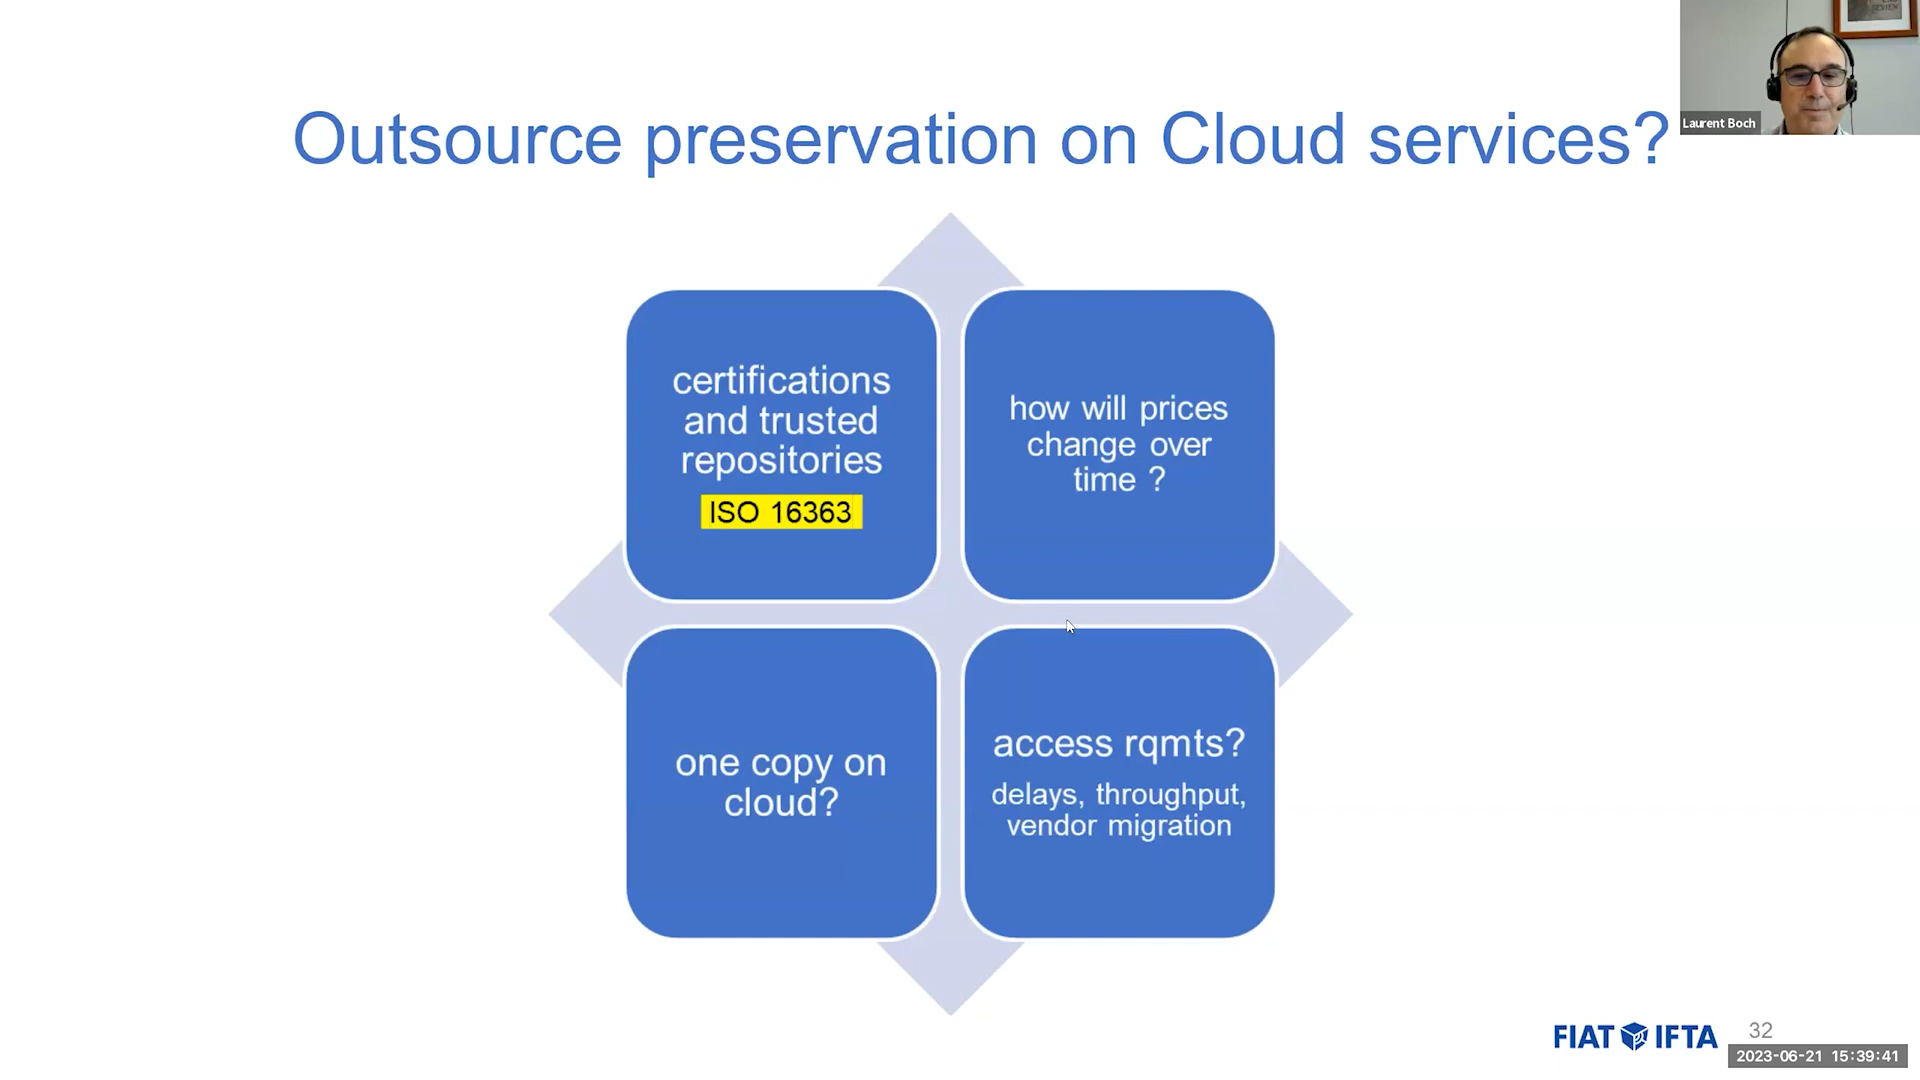 Outsource preservation on Cloud services?
Laurent Boch
certifications
and trusted
repositories
ISO 16363
how will prices
change over
time ?
one copy on
cloud?
access rqmts?
delays, throughput,
vendor migration
FIAT IFTA
32
2023-06-21 15:39:41